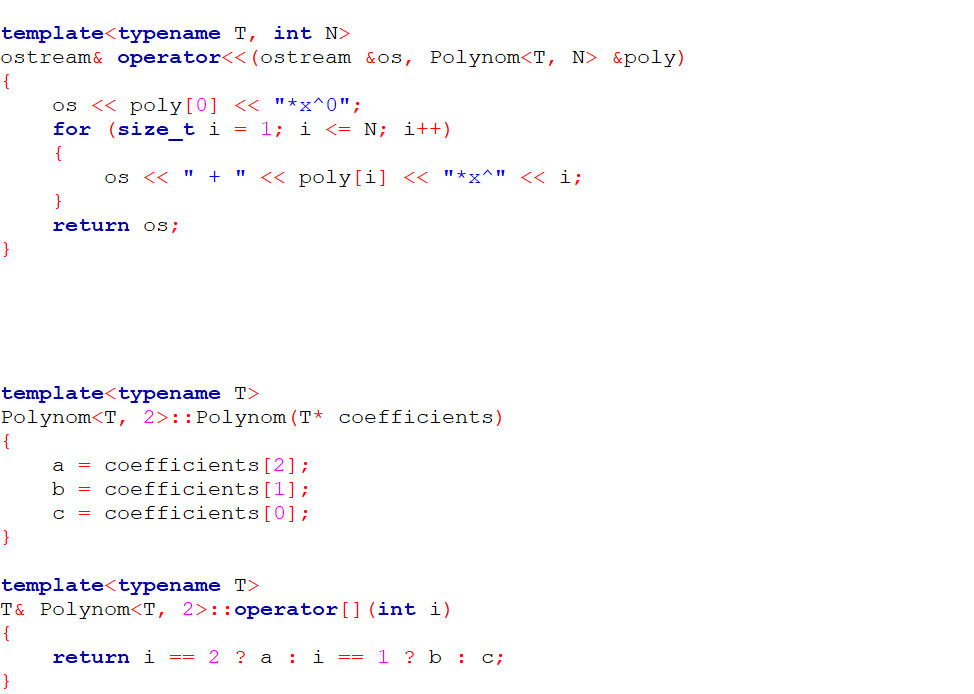 template<typename T, int N>
ostream& operator<<(ostream &os, Polynom<T, N> &poly)
{
    os << poly[0] << "*x^0";
    for (size_t i = 1; i <= N; i++)
    {
        os << " + " << poly[i] << "*x^" << i;
    }
    return os;
}
template<typename T>
Polynom<T, 2>::Polynom(T* coefficients)
{
    a = coefficients[2];
    b = coefficients[1];
    c = coefficients[0];
}
template<typename T>
T& Polynom<T, 2>::operator[](int i)
{
    return i == 2 ? a : i == 1 ? b : c;
}